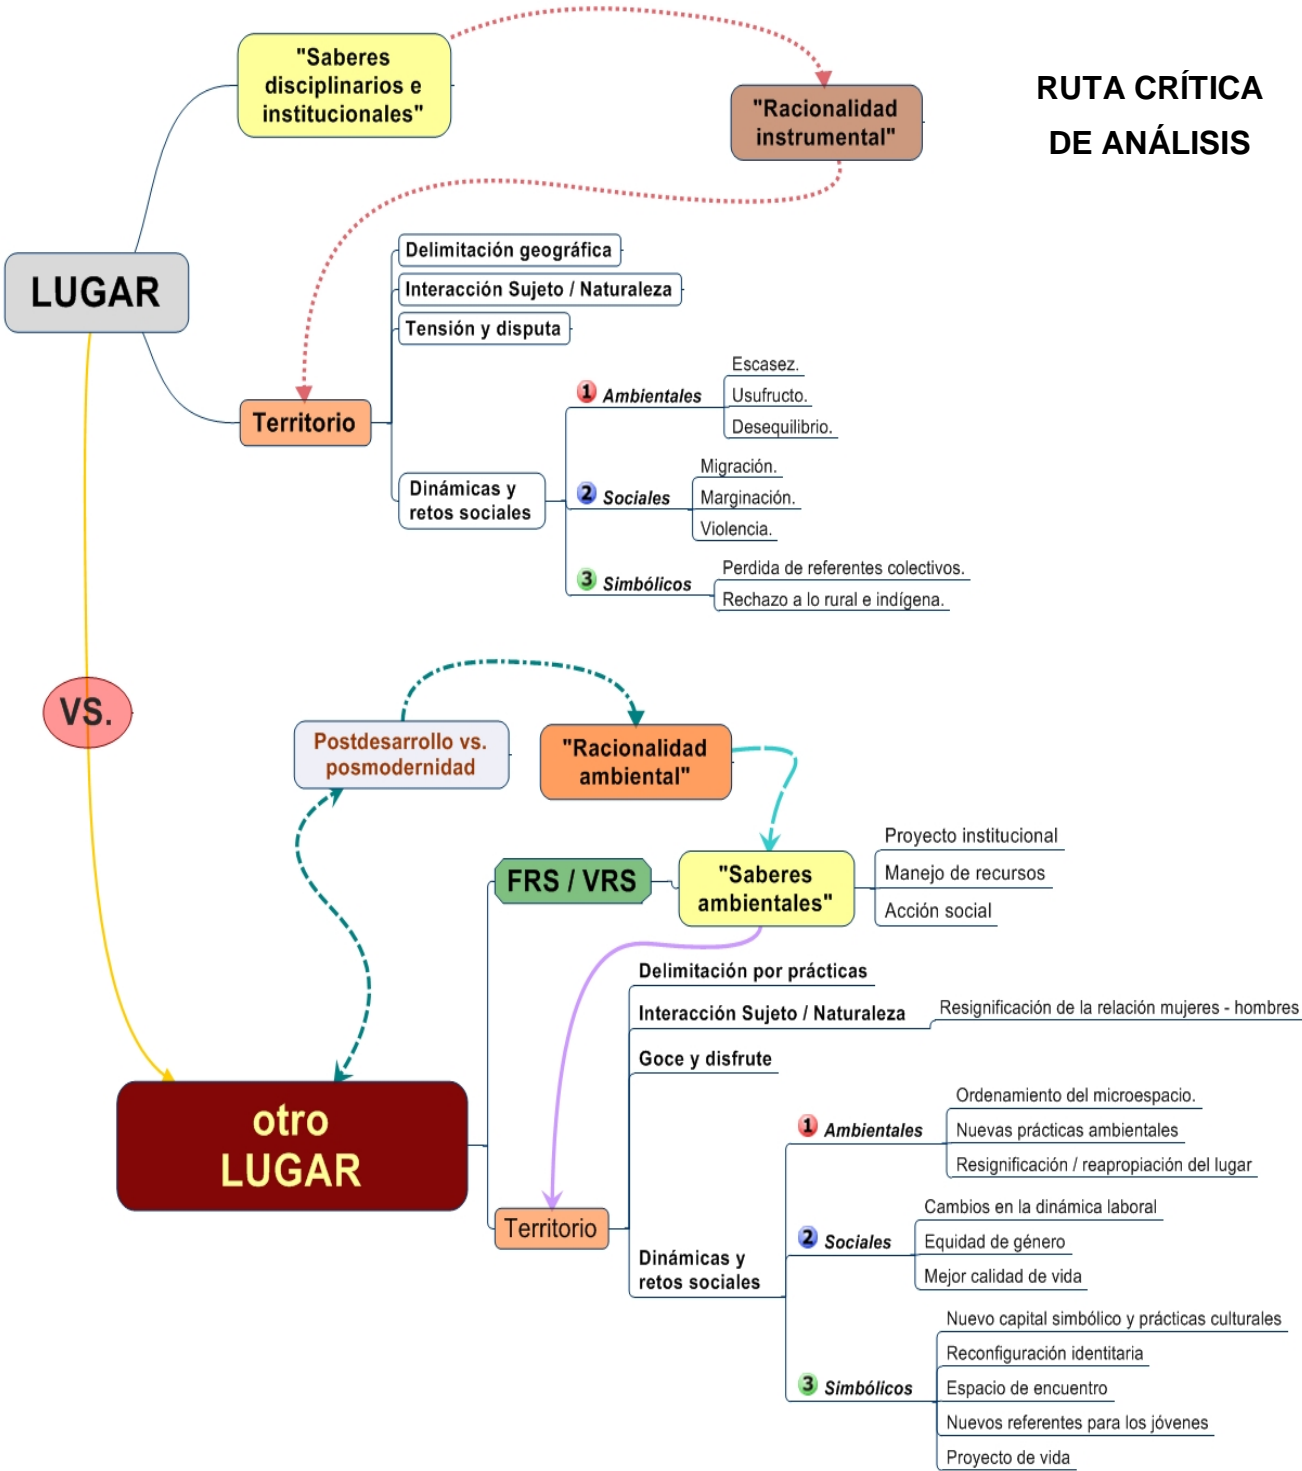 RUTA CRÍTICA
DE ANÁLISIS
"Saberes
disciplinarios e
institucionales"
"Racionalidad
instrumental"
LUGAR
Delimitación geográfica
Interacción Sujeto / Naturaleza
Tensión y disputa
Territorio
Dinámicas y
retos sociales
1 Ambientales
Escasez.
Usufructo.
Desequilibrio.
2 Sociales
Migración.
Marginación.
Violencia.
3 Simbólicos
Perdida de referentes colectivos.
Rechazo a lo rural e indígena.
VS.
Postdesarrollo vs.
posmodernidad
"Racionalidad
ambiental"
FRS / VRS
"Saberes
ambientales"
Proyecto institucional
Manejo de recursos
Acción social
otro
LUGAR
Territorio
Delimitación por prácticas
Interacción Sujeto / Naturaleza
Resignificación de la relación mujeres - hombres
Goce y disfrute
Dinámicas y
retos sociales
1 Ambientales
Ordenamiento del microespacio.
Nuevas prácticas ambientales
Resignificación / reapropiación del lugar
2 Sociales
Cambios en la dinámica laboral
Equidad de género
Mejor calidad de vida
3 Simbólicos
Nuevo capital simbólico y prácticas culturales
Reconfiguración identitaria
Espacio de encuentro
Nuevos referentes para los jóvenes
Proyecto de vida